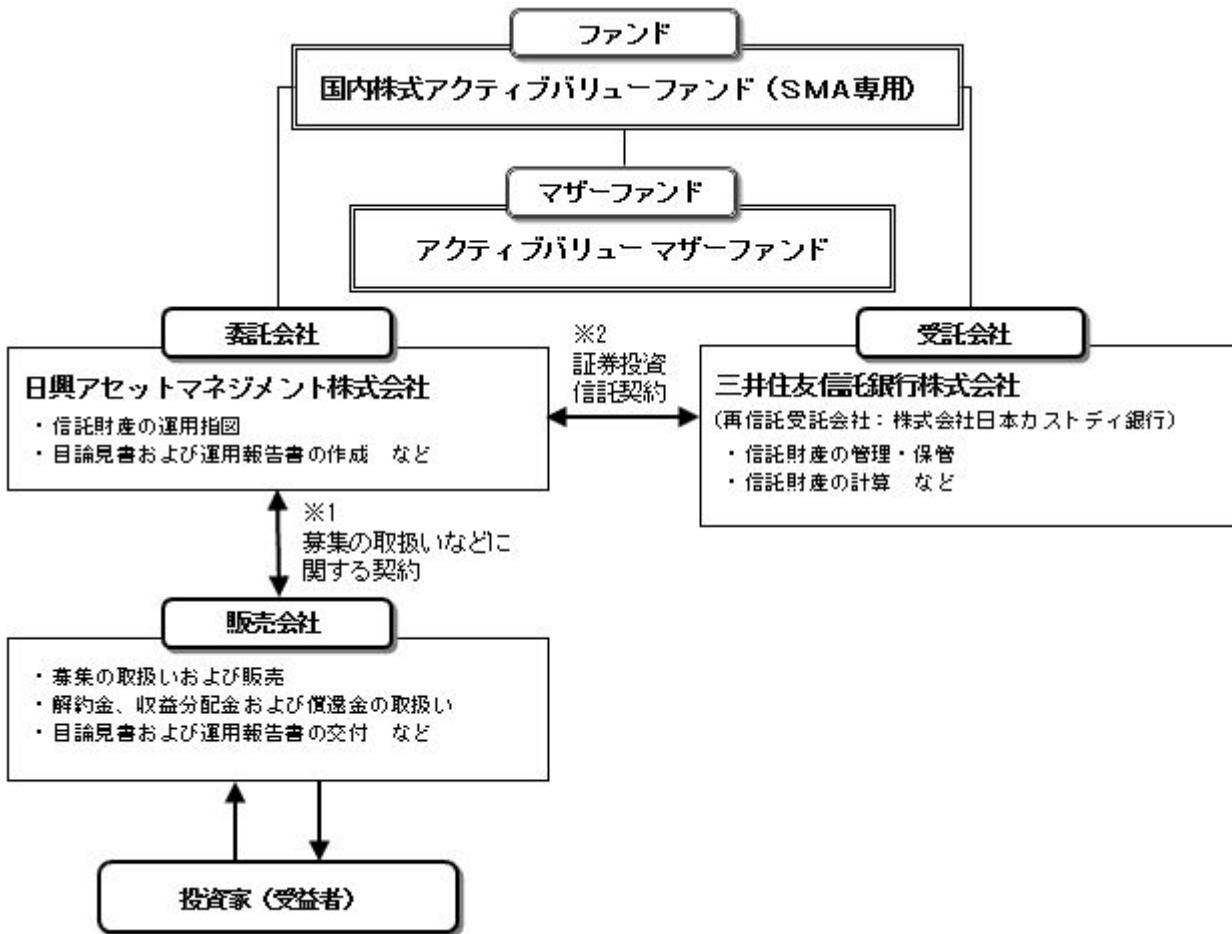 ファンド
国内株式アクティブバリューファンド（SMA専用）
マザーファンド
アクティブバリュー マザーファンド
委託会社
日興アセットマネジメント株式会社
・信託財産の運用指図
・目論見書および運用報告書の作成　など
※2
証券投資
信託契約
受託会社
三井住友信託銀行株式会社
(再信託受託会社：株式会社日本カストディ銀行)
・信託財産の管理・保管
・信託財産の計算　など
※1
募集の取扱いなどに
関する契約
販売会社
・募集の取扱いおよび販売
・解約金、収益分配金および償還金の取扱い
・目論見書および運用報告書の交付　など
投資家（受益者）